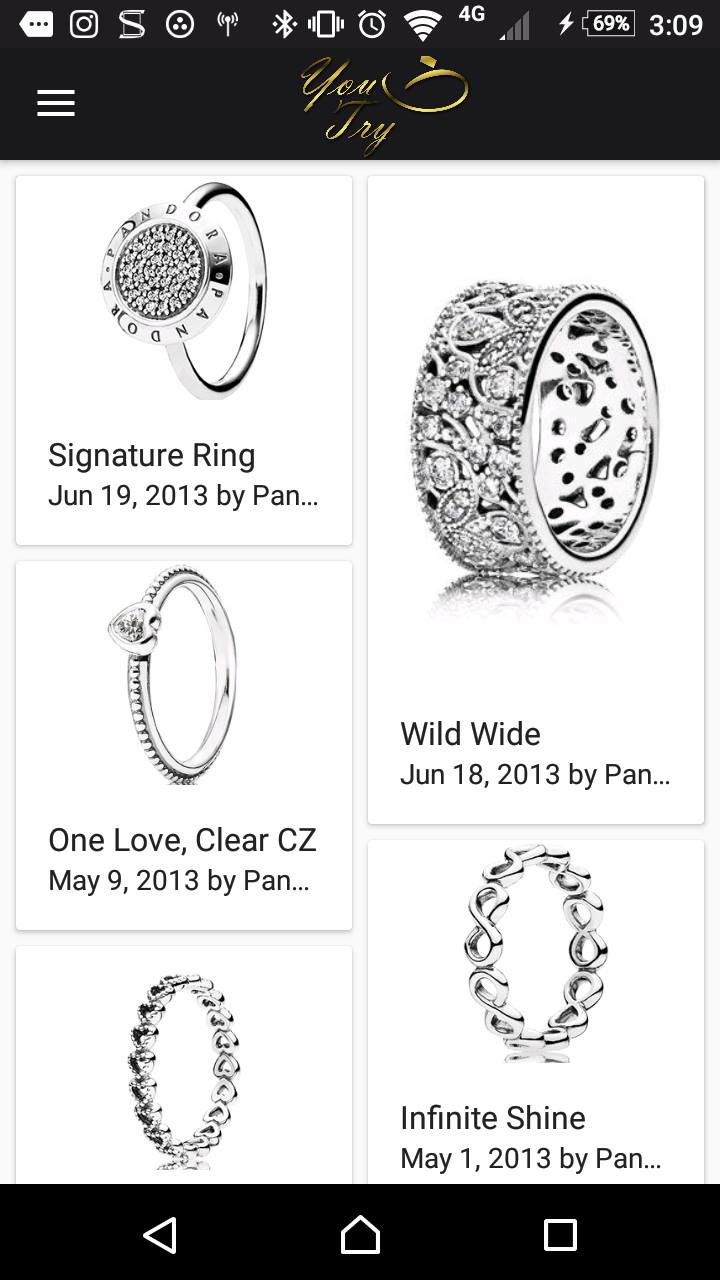 4G
69%
3:09
You
Try
PANDORA · PANDORA ·
Signature Ring
Jun 19, 2013 by Pan...
Wild Wide
Jun 18, 2013 by Pan...
One Love, Clear CZ
May 9, 2013 by Pan...
Infinite Shine
May 1, 2013 by Pan...